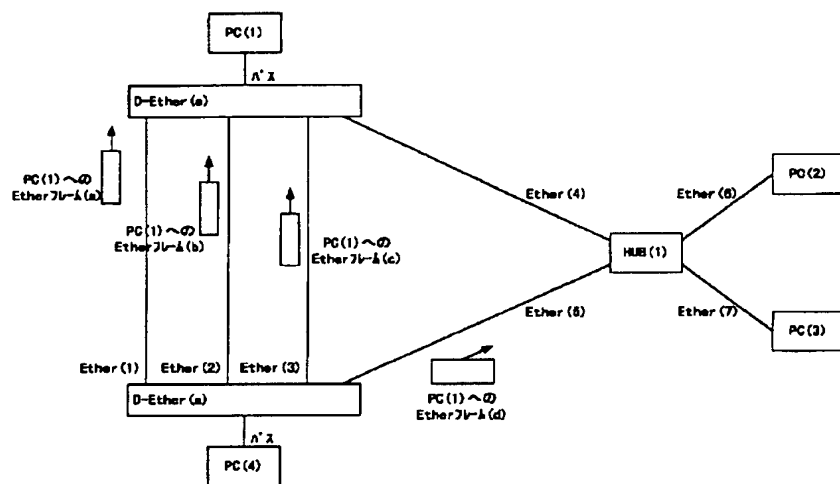 PC(1)
バス
D-Ether(a)
PC(1)への
Etherフレーム(a)
PC(1)への
Etherフレーム(b)
PC(1)への
Etherフレーム(c)
Ether(4)
Ether(6)
PC(2)
HUB(1)
Ether(5)
Ether(7)
PC(3)
Ether(1)
Ether(2)
Ether(3)
D-Ether(a)
PC(1)への
Etherフレーム(d)
バス
PC(4)